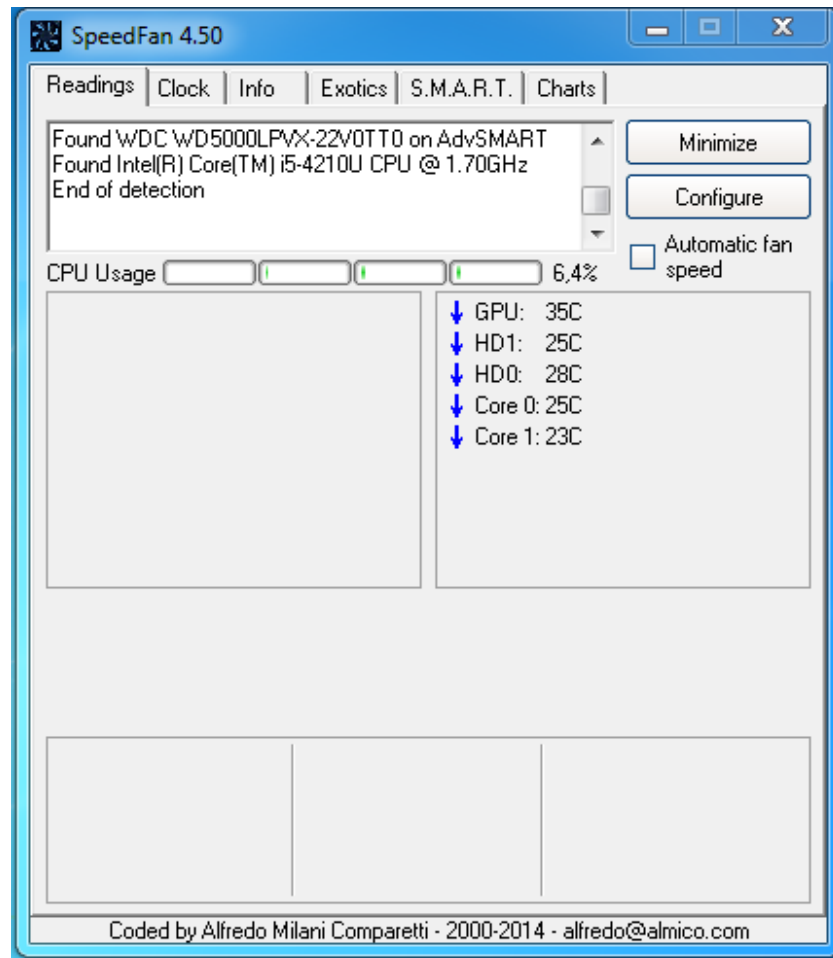 SpeedFan 4.50
Readings Clock Info Exotics S.M.A.R.T. Charts
Found WDC WD5000LPVX-22V0TT0 on AdvSMART
Found Intel(R) Core(TM) i5-4210U CPU @ 1.70GHz
End of detection
Minimize
Configure
Automatic fan
speed
CPU Usage 6,4%
GPU: 35C
HD1: 25C
HD0: 28C
Core 0: 25C
Core 1: 23C
Coded by Alfredo Milani Comparetti - 2000-2014 - alfredo@almico.com